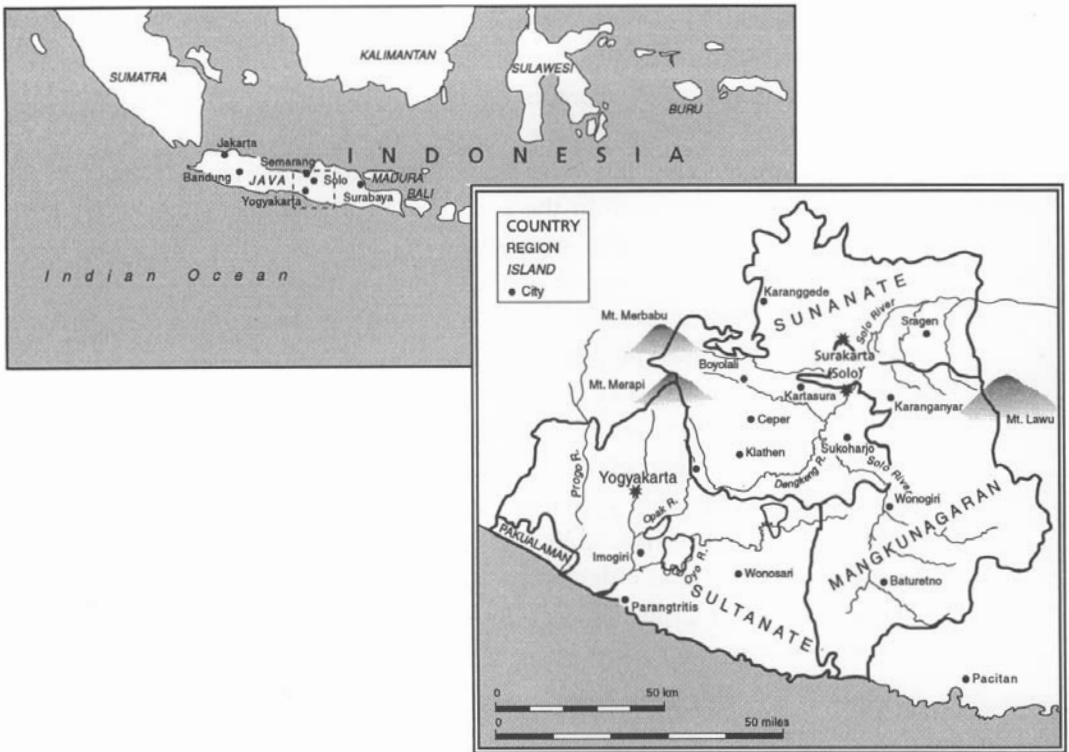 SUMATRA
KALIMANTAN
SULAWESI
BURU
Jakarta
Semarang
INDONESIA
Bandung
JAVA
Solo
MADURA
BALI
Yogyakarta
Surabaya
Indian Ocean
COUNTRY
REGION
ISLAND
City
Karanggede
SUNANATE
Mt. Merbabu
Solo River
Sragen
Surakarta
(Solo)
Boyolali
Mt. Merapi
Kartasura
Karanganyar
Mt. Lawu
Ceper
Sukoharjo
Klathen
Dengkeng R.
Solo River
Progo R.
Yogyakarta
Opak R.
Wonogiri
MANGKUNAGARAN
PAKUALAMAN
Imogiri
Oyo R.
Wonosari
Baturetno
SULTANATE
Parangtritis
Pacitan
0 50 km
0 50 miles